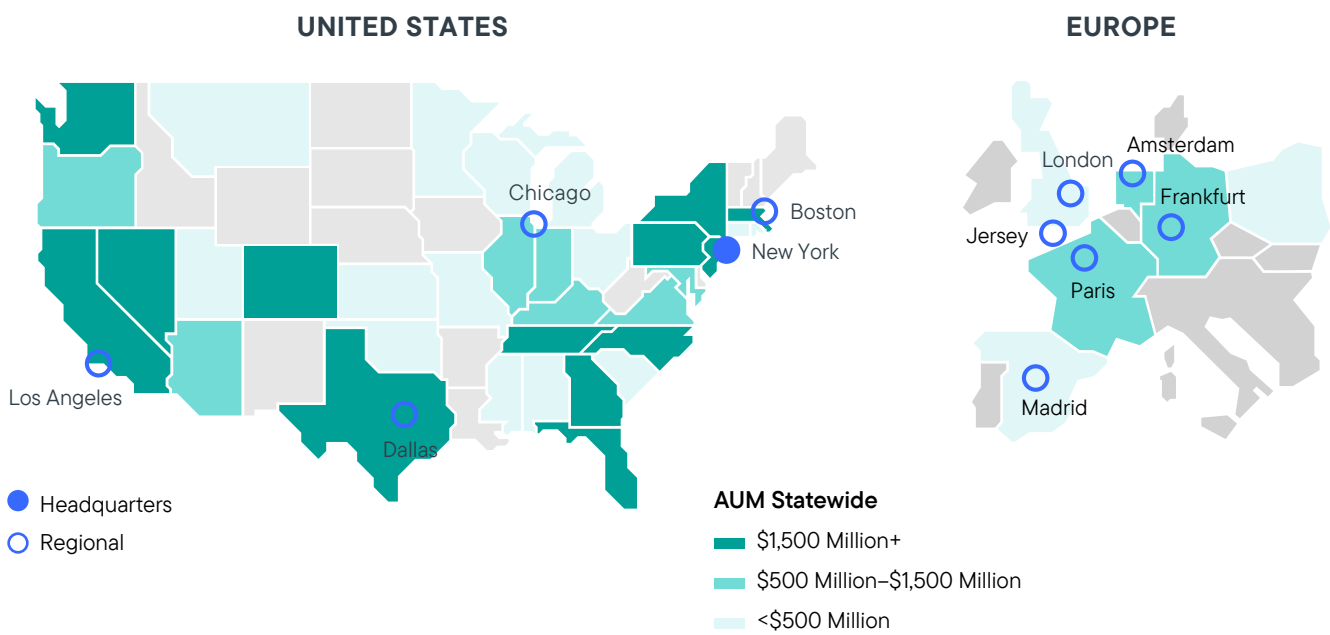 UNITED STATES
EUROPE
Chicago
Boston
New York
Los Angeles
Dallas
Amsterdam
London
Frankfurt
Jersey
Paris
Madrid
Headquarters
Regional
AUM Statewide
$1,500 Million+
$500 Million–$1,500 Million
<$500 Million